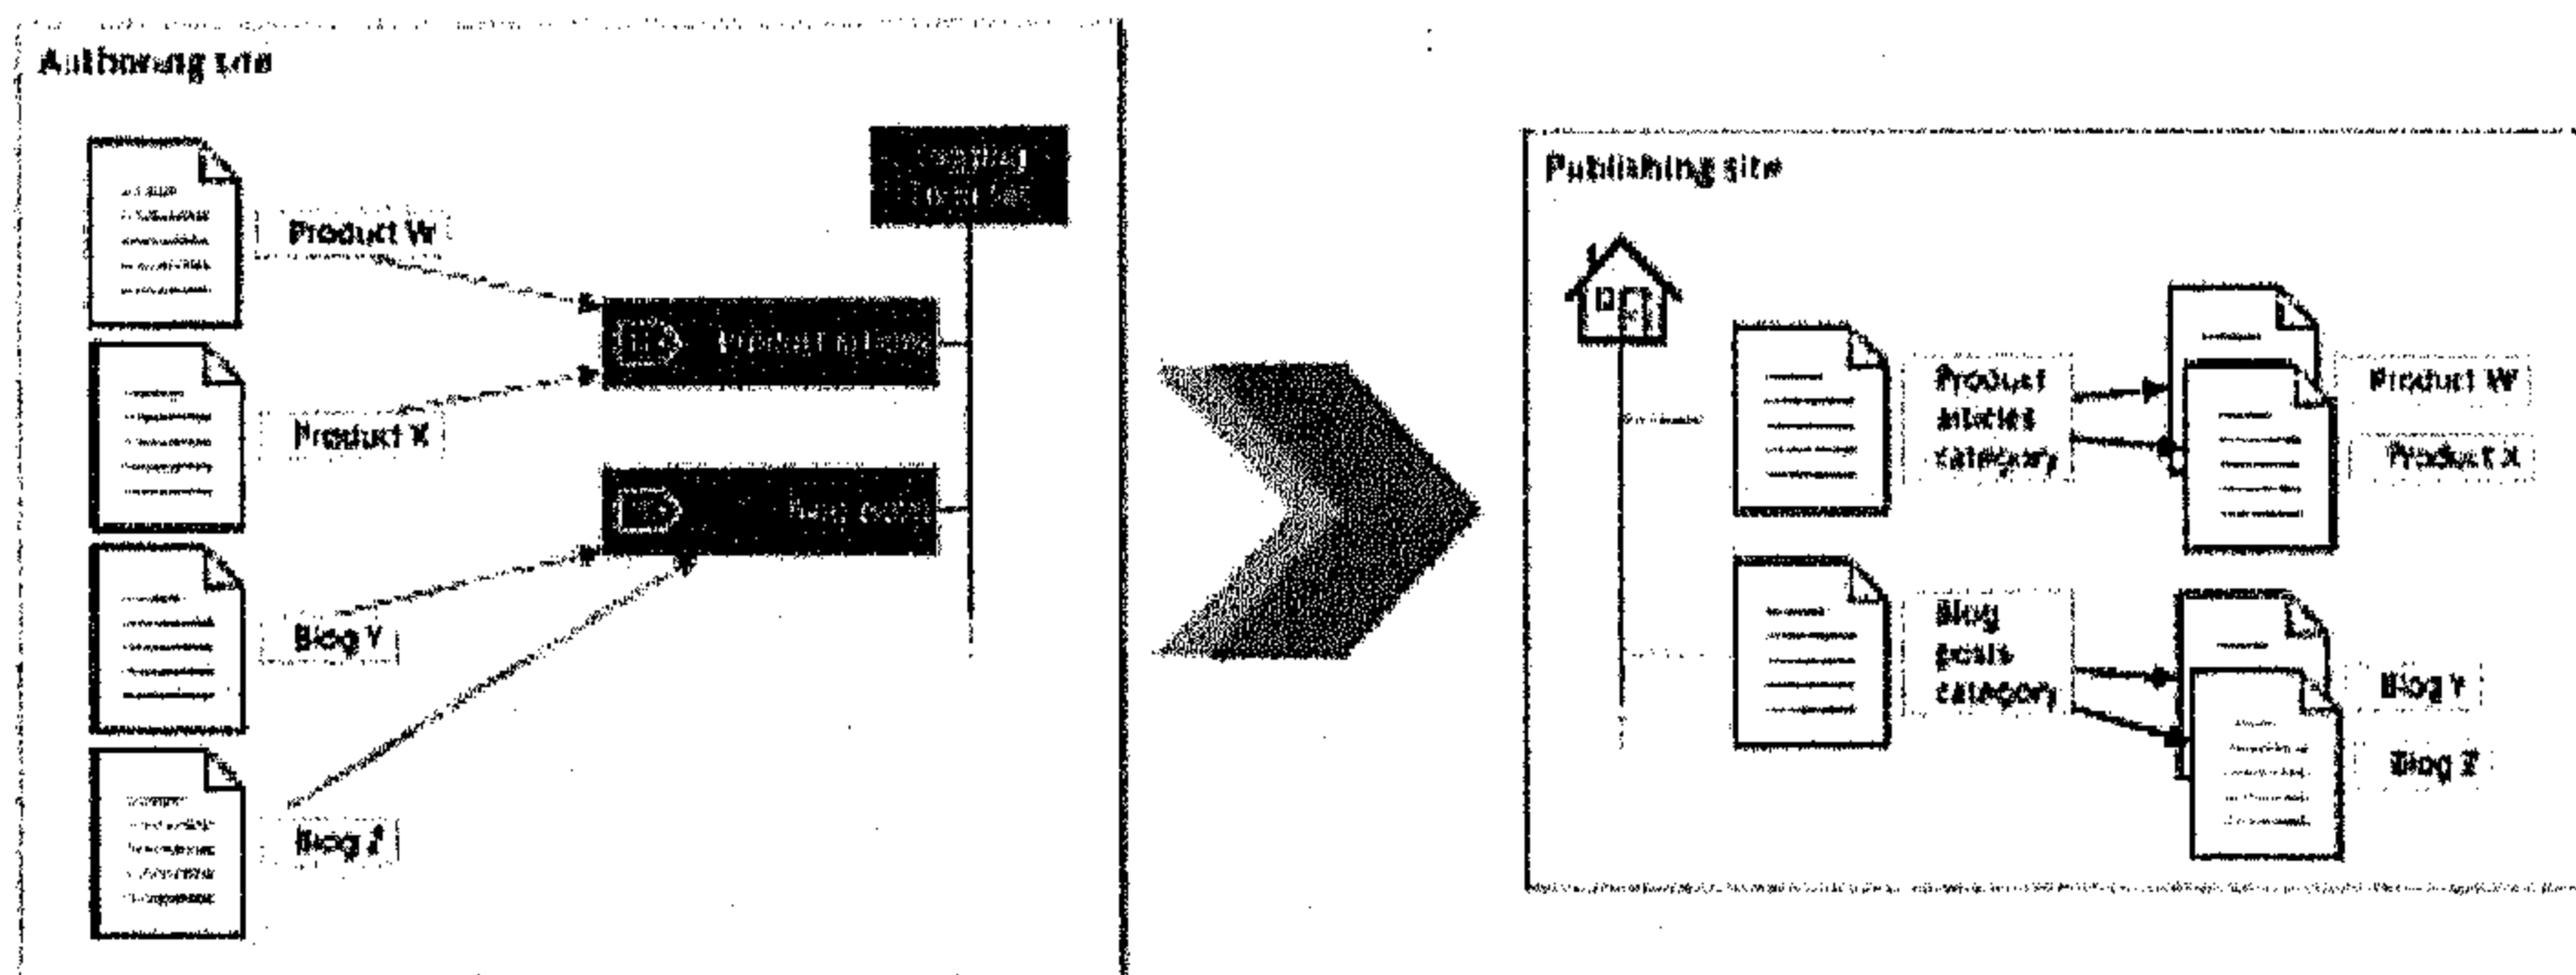 Authoring site
Product W
Product X
Blog Y
Blog Z
Publishing site
Product
articles
category
Product W
Product X
Blog
posts
category
Blog Y
Blog Z